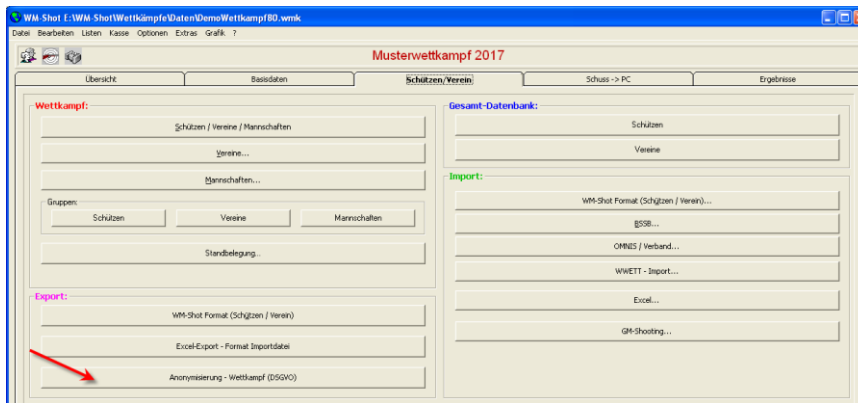 WM-Shot E:\WM-Shot\Wettkämpfe\Daten\DemoWettkampf80.wmk
Datei Bearbeiten Listen Kasse Optionen Extras Grafik ?
Musterwettkampf 2017
Übersicht Basisdaten Schützen/Verein Schuss -> PC Ergebnisse
Wettkampf:
Schützen / Vereine / Mannschaften
Vereine...
Mannschaften...
Gruppen:
Schützen Vereine Mannschaften
Standbelegung...
Export:
WM-Shot Format (Schützen / Verein)
Excel-Export - Format Importdatei
Anonymisierung - Wettkampf (DSGVO)
Gesamt-Datenbank:
Schützen
Vereine
Import:
WM-Shot Format (Schützen / Verein)...
BSSB...
OMNIS / Verband...
WWETT - Import...
Excel...
GM-Shooting...